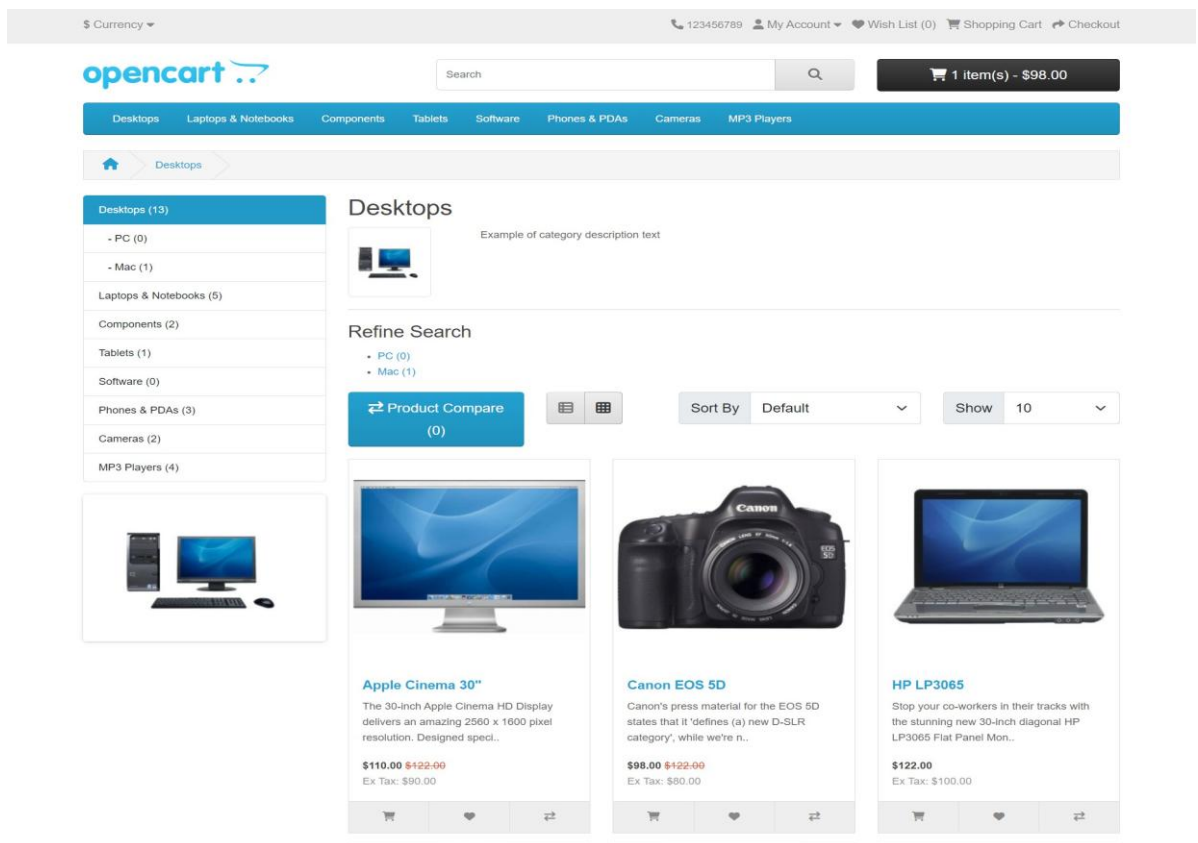 $ Currency
123456789 My Account Wish List (0) Shopping Cart Checkout
opencart
Search
1 item(s) - $98.00
Desktops Laptops & Notebooks Components Tablets Software Phones & PDAs Cameras MP3 Players
Desktops
Desktops (13)
- PC (0)
- Mac (1)
Laptops & Notebooks (5)
Components (2)
Tablets (1)
Software (0)
Phones & PDAs (3)
Cameras (2)
MP3 Players (4)
Desktops
Example of category description text
Refine Search
• PC (0)
• Mac (1)
Product Compare
(0)
Sort By Default
Show 10
Canon
EOS
5D
Apple Cinema 30"
The 30-inch Apple Cinema HD Display
delivers an amazing 2560 x 1600 pixel
resolution. Designed speci..
$110.00 $122.00
Ex Tax: $90.00
Canon EOS 5D
Canon's press material for the EOS 5D
states that it 'defines (a) new D-SLR
category', while we're n..
$98.00 $122.00
Ex Tax: $80.00
HP LP3065
Stop your co-workers in their tracks with
the stunning new 30-inch diagonal HP
LP3065 Flat Panel Mon..
$122.00
Ex Tax: $100.00